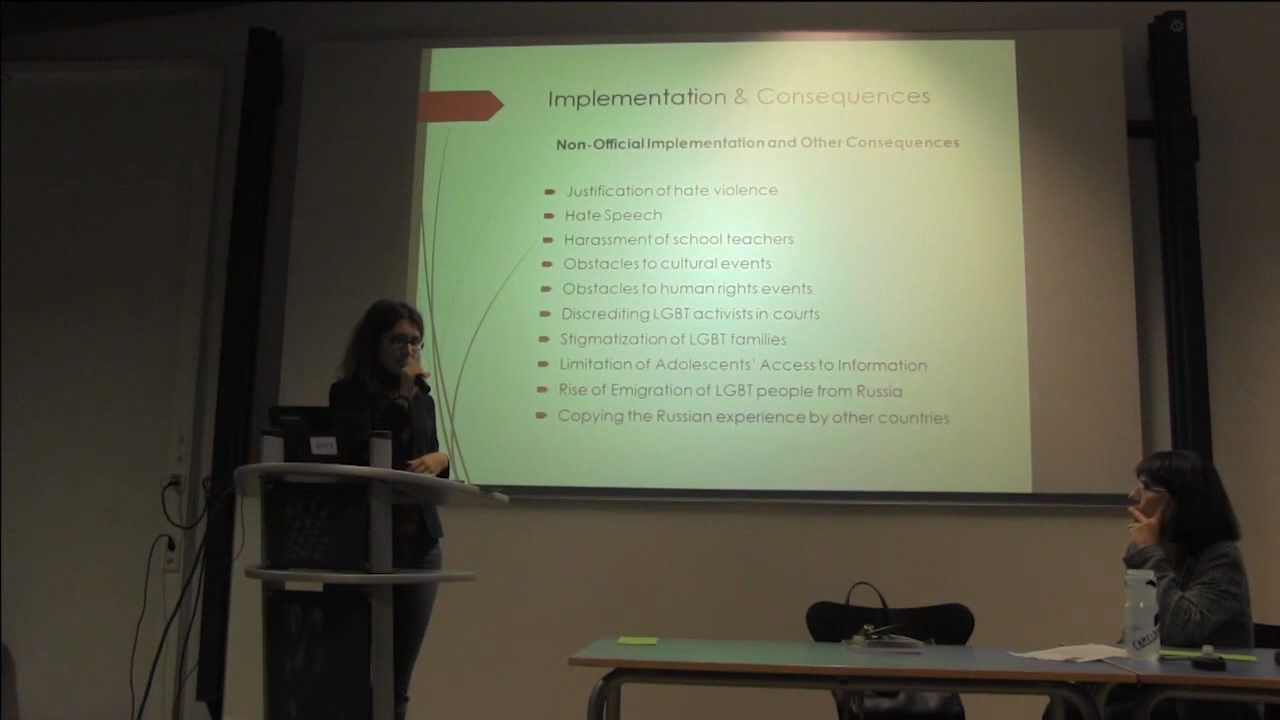 Implementation & Consequences
Non-Official Implementation and Other Consequences
Justification of hate violence
Hate Speech
Harassment of school teachers
Obstacles to cultural events
Obstacles to human rights events
Discrediting LGBT activists in courts
Stigmatization of LGBT families
Limitation of Adolescents' Access to Information
Rise of Emigration of LGBT people from Russia
Copying the Russian experience by other countries